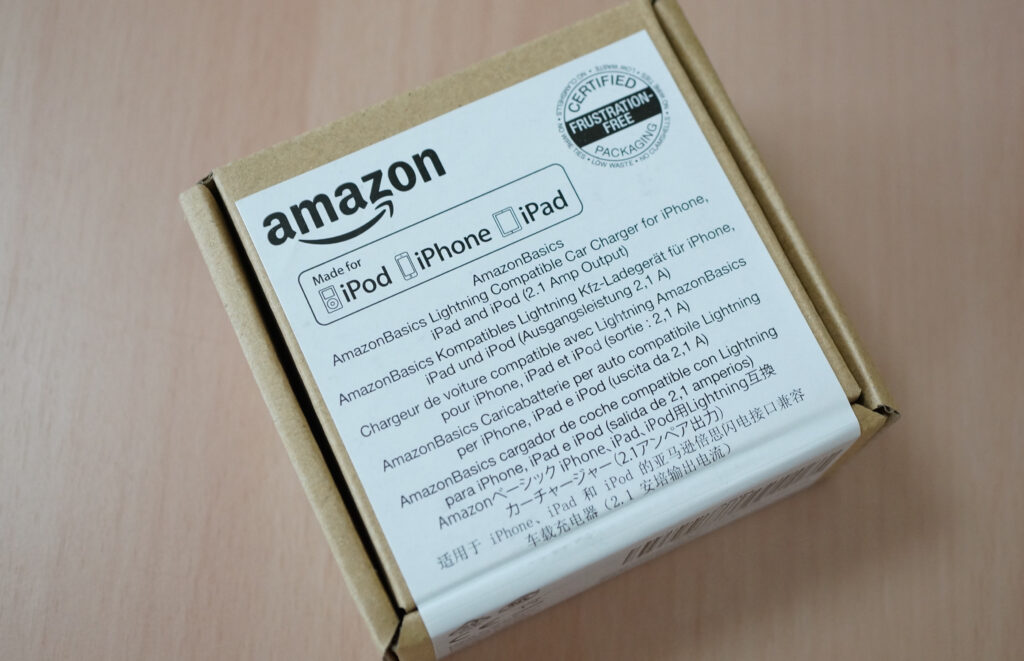 amazon
Made for
iPod iPhone iPad
CERTIFIED
FRUSTRATION-
FREE
PACKAGING
NO WIRE TIES • LOW WASTE • NO CLAMSHELLS
AmazonBasics
AmazonBasics Lightning Compatible Car Charger for iPhone,
iPad and iPod (2.1 Amp Output)
AmazonBasics Kompatibles Lightning Kfz-Ladegerät für iPhone,
iPad und iPod (Ausgangsleistung 2,1 A)
Chargeur de voiture compatible avec Lightning AmazonBasics
pour iPhone, iPad et iPod (sortie : 2.1 A)
AmazonBasics Caricabatterie per auto compatibile Lightning
per iPhone, iPad e iPod (uscita da 2,1 A)
AmazonBasics cargador de coche compatible con Lightning
para iPhone, iPad e iPod (salida de 2,1 amperios)
Amazonベーシック iPhone、iPad、iPod用Lightning互換
カーチャージャー (2.1アンペア出力)
适用于 iPhone、iPad 和 iPod 的亚马逊倍思闪电接口兼容
车载充电器 (2.1 安培输出电流)